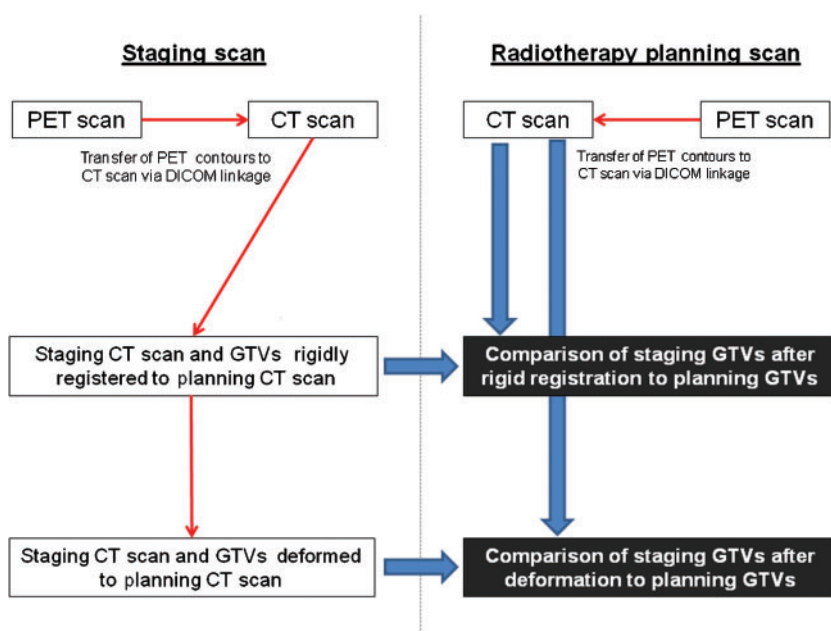 Staging scan
Radiotherapy planning scan
PET scan
CT scan
CT scan
PET scan
Transfer of PET contours to
CT scan via DICOM linkage
Transfer of PET contours to
CT scan via DICOM linkage
Staging CT scan and GTVs rigidly
registered to planning CT scan
Comparison of staging GTVs after
rigid registration to planning GTVs
Staging CT scan and GTVs deformed
to planning CT scan
Comparison of staging GTVs after
deformation to planning GTVs